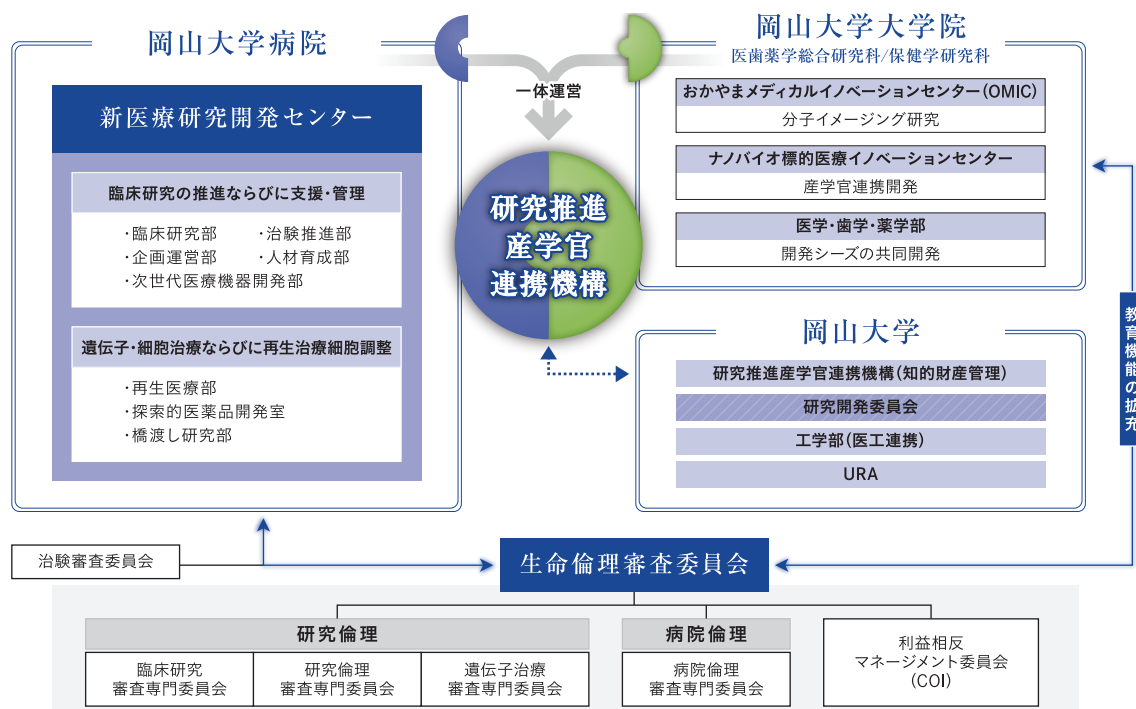 岡山大学病院
新医療研究開発センター
臨床研究の推進ならびに支援・管理
・臨床研究部 ・治験推進部
・企画運営部 ・人材育成部
・次世代医療機器開発部
遺伝子・細胞治療ならびに再生治療細胞調整
・再生医療部
・探索的医薬品開発室
・橋渡し研究部
一体運営
研究推進
産学官
連携機構
岡山大学大学院
医歯薬学総合研究科/保健学研究科
おかやまメディカルイノベーションセンター(OMIC)
分子イメージング研究
ナノバイオ標的医療イノベーションセンター
産学官連携開発
医学・歯学・薬学部
開発シーズの共同開発
岡山大学
研究推進産学官連携機構(知的財産管理)
研究開発委員会
工学部(医工連携)
URA
教育機能の拡充
治験審査委員会
生命倫理審査委員会
研究倫理
臨床研究
審査専門委員会
研究倫理
審査専門委員会
遺伝子治療
審査専門委員会
病院倫理
病院倫理
審査専門委員会
利益相反
マネージメント委員会
(COI)